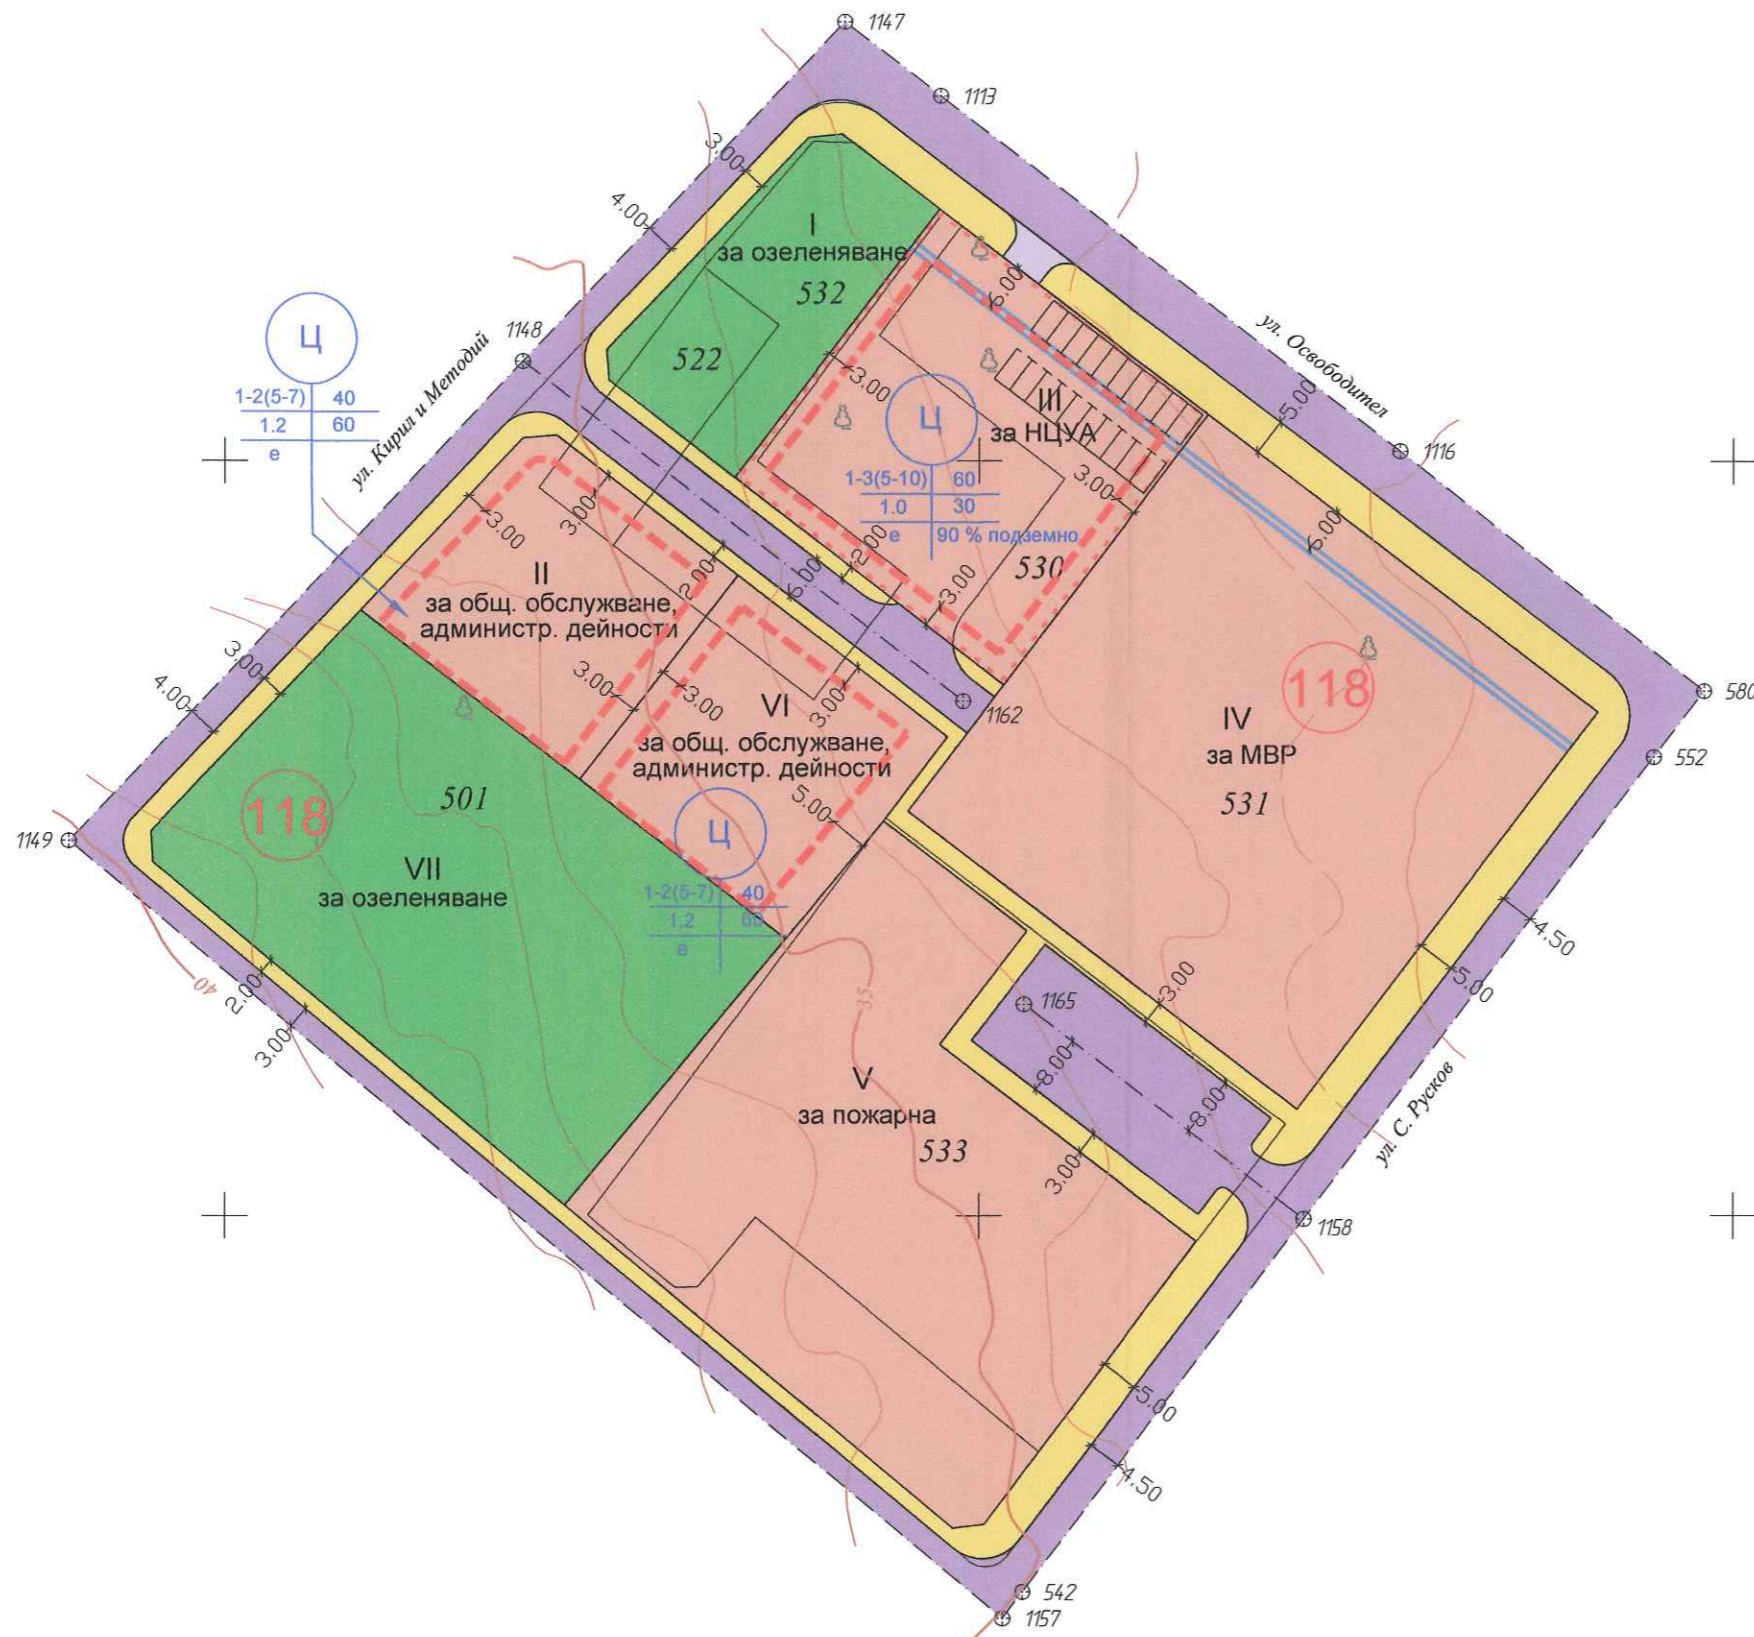 1147
1113
3.00
4.00
I
за озеленяване
532
522
6.00
ул. Освободител
1148
ул. Кирил и Методий
Ц
1-2(5-7) 40
1.2 60
е
3.00
Ц
III
за НЦУА
1-3(5-10) 60
1.0 30
е 90 % подземно
5.00
1116
3.00
6.00
3.00
3.00
2.00
530
3.00
2.00
6.00
II
за общ. обслужване,
администр. дейности
3.00
4.00
3.00
3.00
3.00
VI
за общ. обслужване,
администр. дейности
5.00
1162
118
IV
за МВР
531
580
552
118
501
1149
VII
за озеленяване
Ц
1-2(5-7) 40
1.2 60
е
40
2.00
3.00
35
4.50
5.00
3.00
1165
8.00
8.00
V
за пожарна
533
3.00
ул. С. Русков
1158
5.00
4.50
542
1157